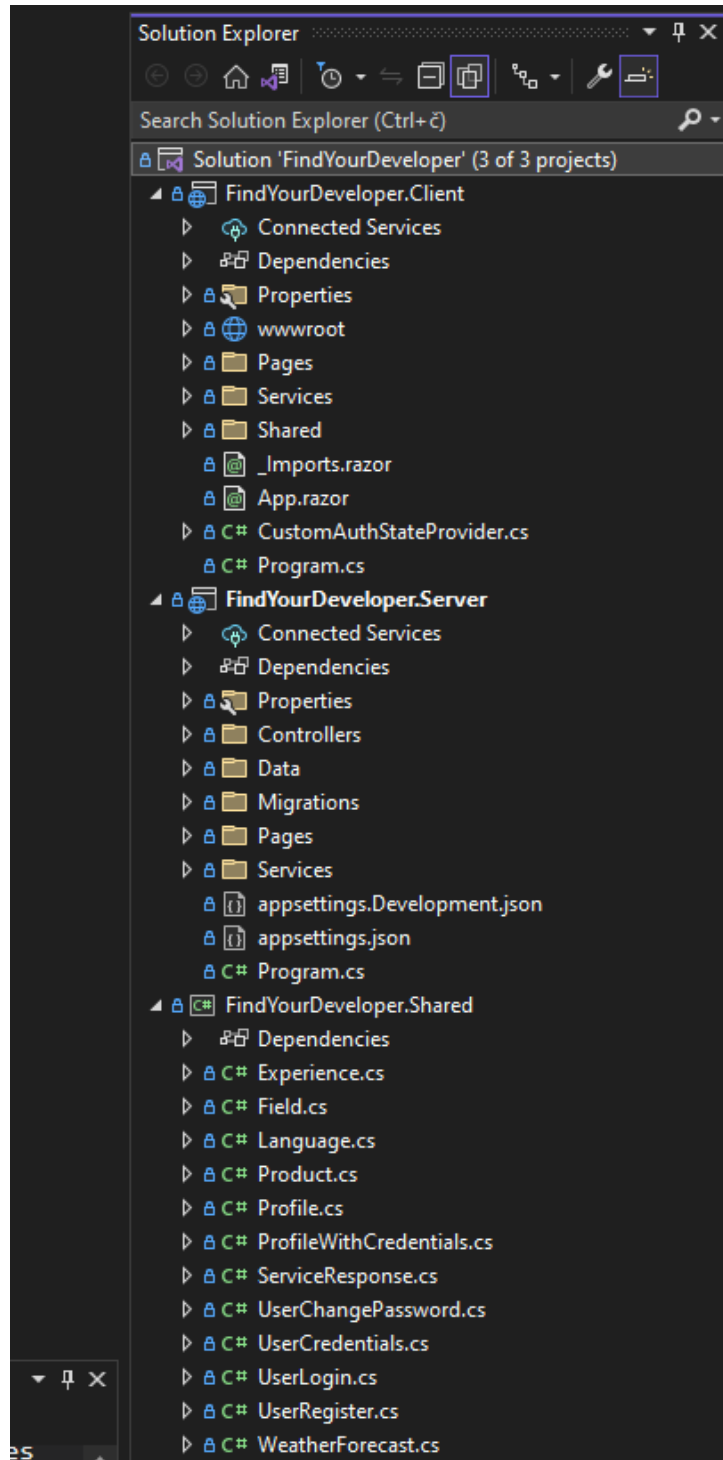 Solution Explorer
Search Solution Explorer (Ctrl+č)
Solution 'FindYourDeveloper' (3 of 3 projects)
FindYourDeveloper.Client
Connected Services
Dependencies
Properties
wwwroot
Pages
Services
Shared
_Imports.razor
App.razor
C# CustomAuthStateProvider.cs
C# Program.cs
FindYourDeveloper.Server
Connected Services
Dependencies
Properties
Controllers
Data
Migrations
Pages
Services
appsettings.Development.json
appsettings.json
C# Program.cs
C# FindYourDeveloper.Shared
Dependencies
C# Experience.cs
C# Field.cs
C# Language.cs
C# Product.cs
C# Profile.cs
C# ProfileWithCredentials.cs
C# ServiceResponse.cs
C# UserChangePassword.cs
C# UserCredentials.cs
C# UserLogin.cs
C# UserRegister.cs
C# WeatherForecast.cs